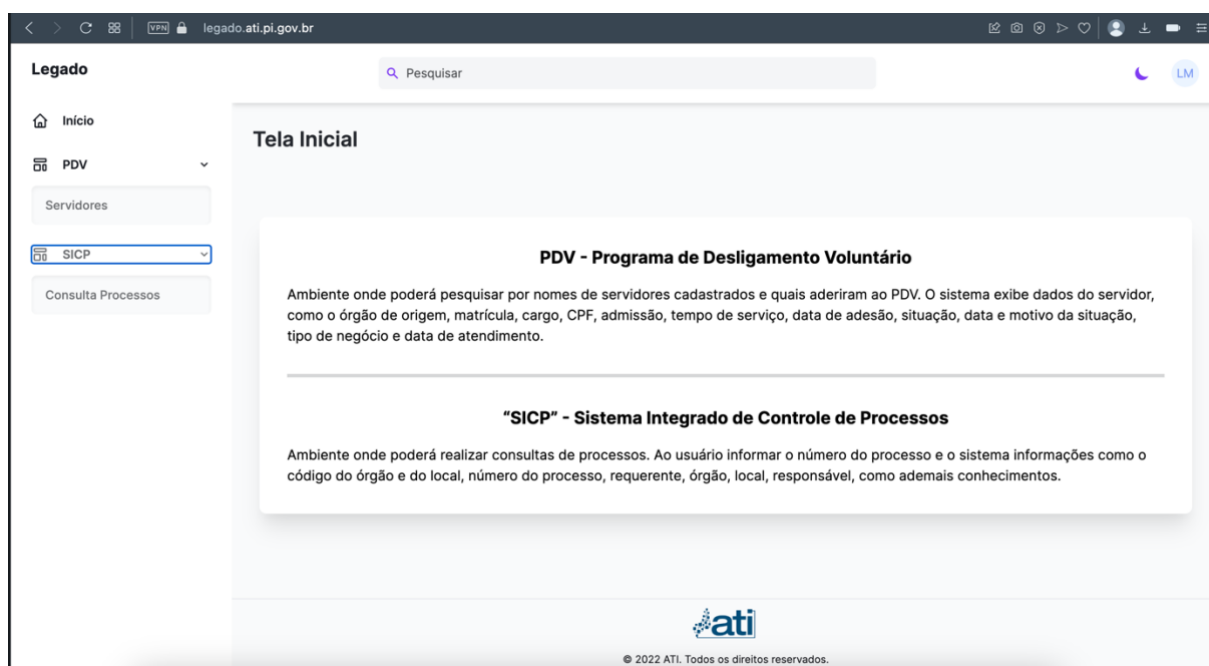 VPN legado.ati.pi.gov.br
Legado
Pesquisar
LM
Início
PDV
Servidores
SICP
Consulta Processos
Tela Inicial
PDV - Programa de Desligamento Voluntário
Ambiente onde poderá pesquisar por nomes de servidores cadastrados e quais aderiram ao PDV. O sistema exibe dados do servidor,
como o órgão de origem, matrícula, cargo, CPF, admissão, tempo de serviço, data de adesão, situação, data e motivo da situação,
tipo de negócio e data de atendimento.
“SICP” - Sistema Integrado de Controle de Processos
Ambiente onde poderá realizar consultas de processos. Ao usuário informar o número do processo e o sistema informações como o
código do órgão e do local, número do processo, requerente, órgão, local, responsável, como ademais conhecimentos.
ati
© 2022 ATI. Todos os direitos reservados.